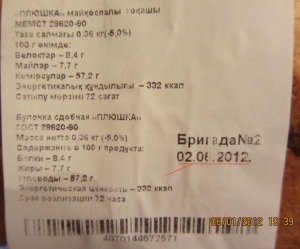 «ПЛЮШКА» майқоспалы тоқашы
МЕМСТ 28620-90
Таза салмағы 0,36 кг(-5,0%)
100 г өнімде:
Белоктар – 8,4 г
Майлар – 7,7 г
Көмірсулар – 57,2 г
Энергетикалық құндылығы – 332 ккал
Сатылу мерзімі 72 сағат
Булочка сдобная «ПЛЮШКА»
ГОСТ 28620-90
Масса нетто 0,36 кг(-5,0%)
Содержание в 100 г продукта:
Белки – 8,4 г
Жиры – 7,7 г
Углеводы – 57,2 г
Энергетическая ценность – 332 ккал
Срок реализации 72 часа
Бригада№2
02.06.2012.
4870144672571
12:39